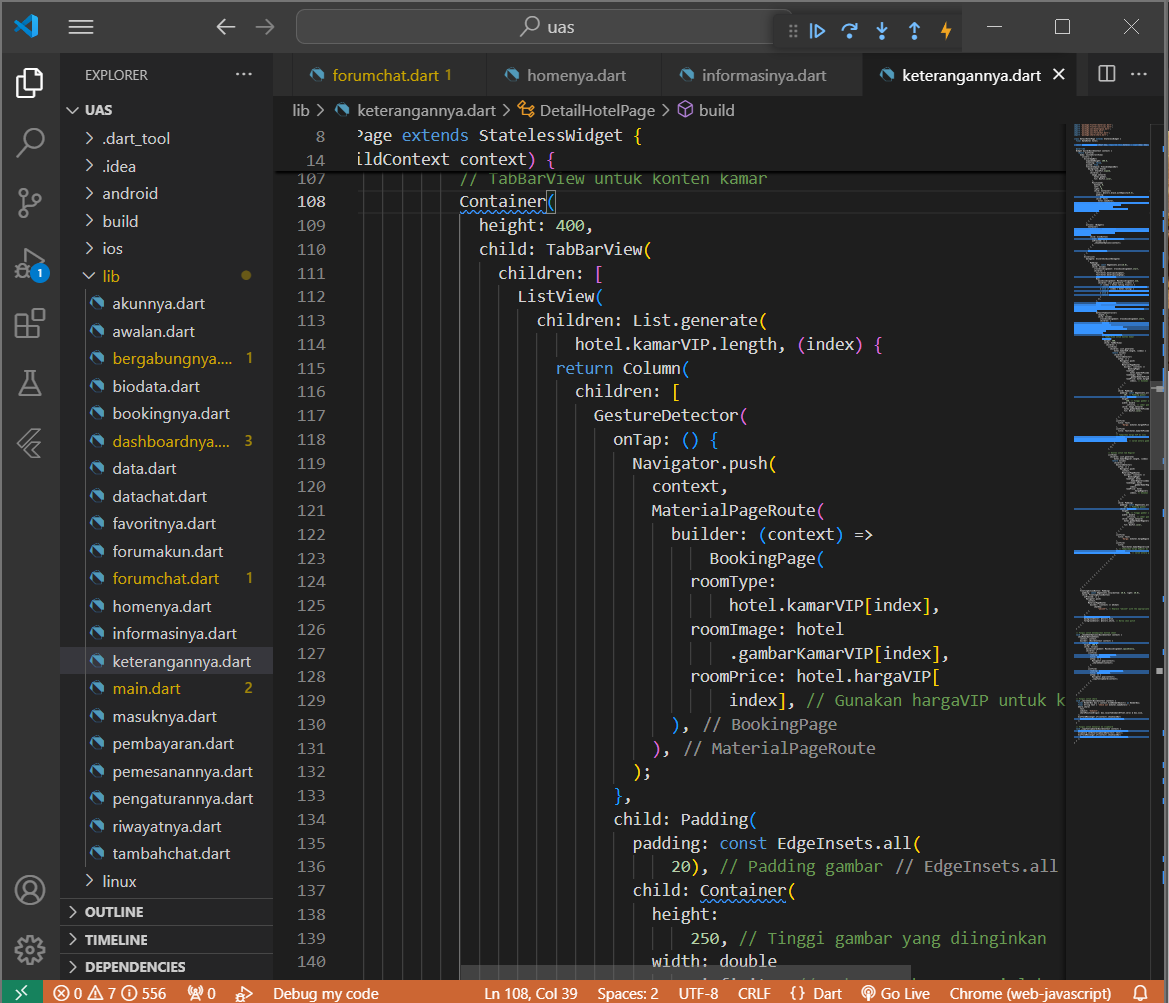 uas
EXPLORER
UAS
.dart_tool
.idea
android
build
ios
lib
akunnya.dart
awalan.dart
bergabungnya.... 1
biodata.dart
bookingnya.dart
dashboardnya.... 3
data.dart
datachat.dart
favoritnya.dart
forumakun.dart
forumchat.dart 1
homenya.dart
informasinya.dart
keterangannya.dart
main.dart 2
masuknya.dart
pembayaran.dart
pemesanannya.dart
pengaturannya.dart
riwayatnya.dart
tambahchat.dart
linux
OUTLINE
TIMELINE
DEPENDENCIES
1
forumchat.dart 1 homenya.dart informasinya.dart keterangannya.dart
lib > keterangannya.dart > DetailHotelPage > build
8 Page extends StatelessWidget {
14 ildContext context) {
107 // TabBarView untuk konten kamar
108 Container(
109 height: 400,
110 child: TabBarView(
111 children: [
112 ListView(
113 children: List.generate(
114 hotel.kamarVIP.length, (index) {
115 return Column(
116 children: [
117 GestureDetector(
118 onTap: () {
119 Navigator.push(
120 context,
121 MaterialPageRoute(
122 builder: (context) =>
123 BookingPage(
124 roomType:
125 hotel.kamarVIP[index],
126 roomImage: hotel
127 .gambarKamarVIP[index],
128 roomPrice: hotel.hargaVIP[
129 index], // Gunakan hargaVIP untuk k
130 ), // BookingPage
131 ), // MaterialPageRoute
132 );
133 },
134 child: Padding(
135 padding: const EdgeInsets.all(
136 20), // Padding gambar // EdgeInsets.all
137 child: Container(
138 height:
139 250, // Tinggi gambar yang diinginkan
140 width: double
0 7 556 0 Debug my code Ln 108, Col 39 Spaces: 2 UTF-8 CRLF {} Dart Go Live Chrome (web-javascript)